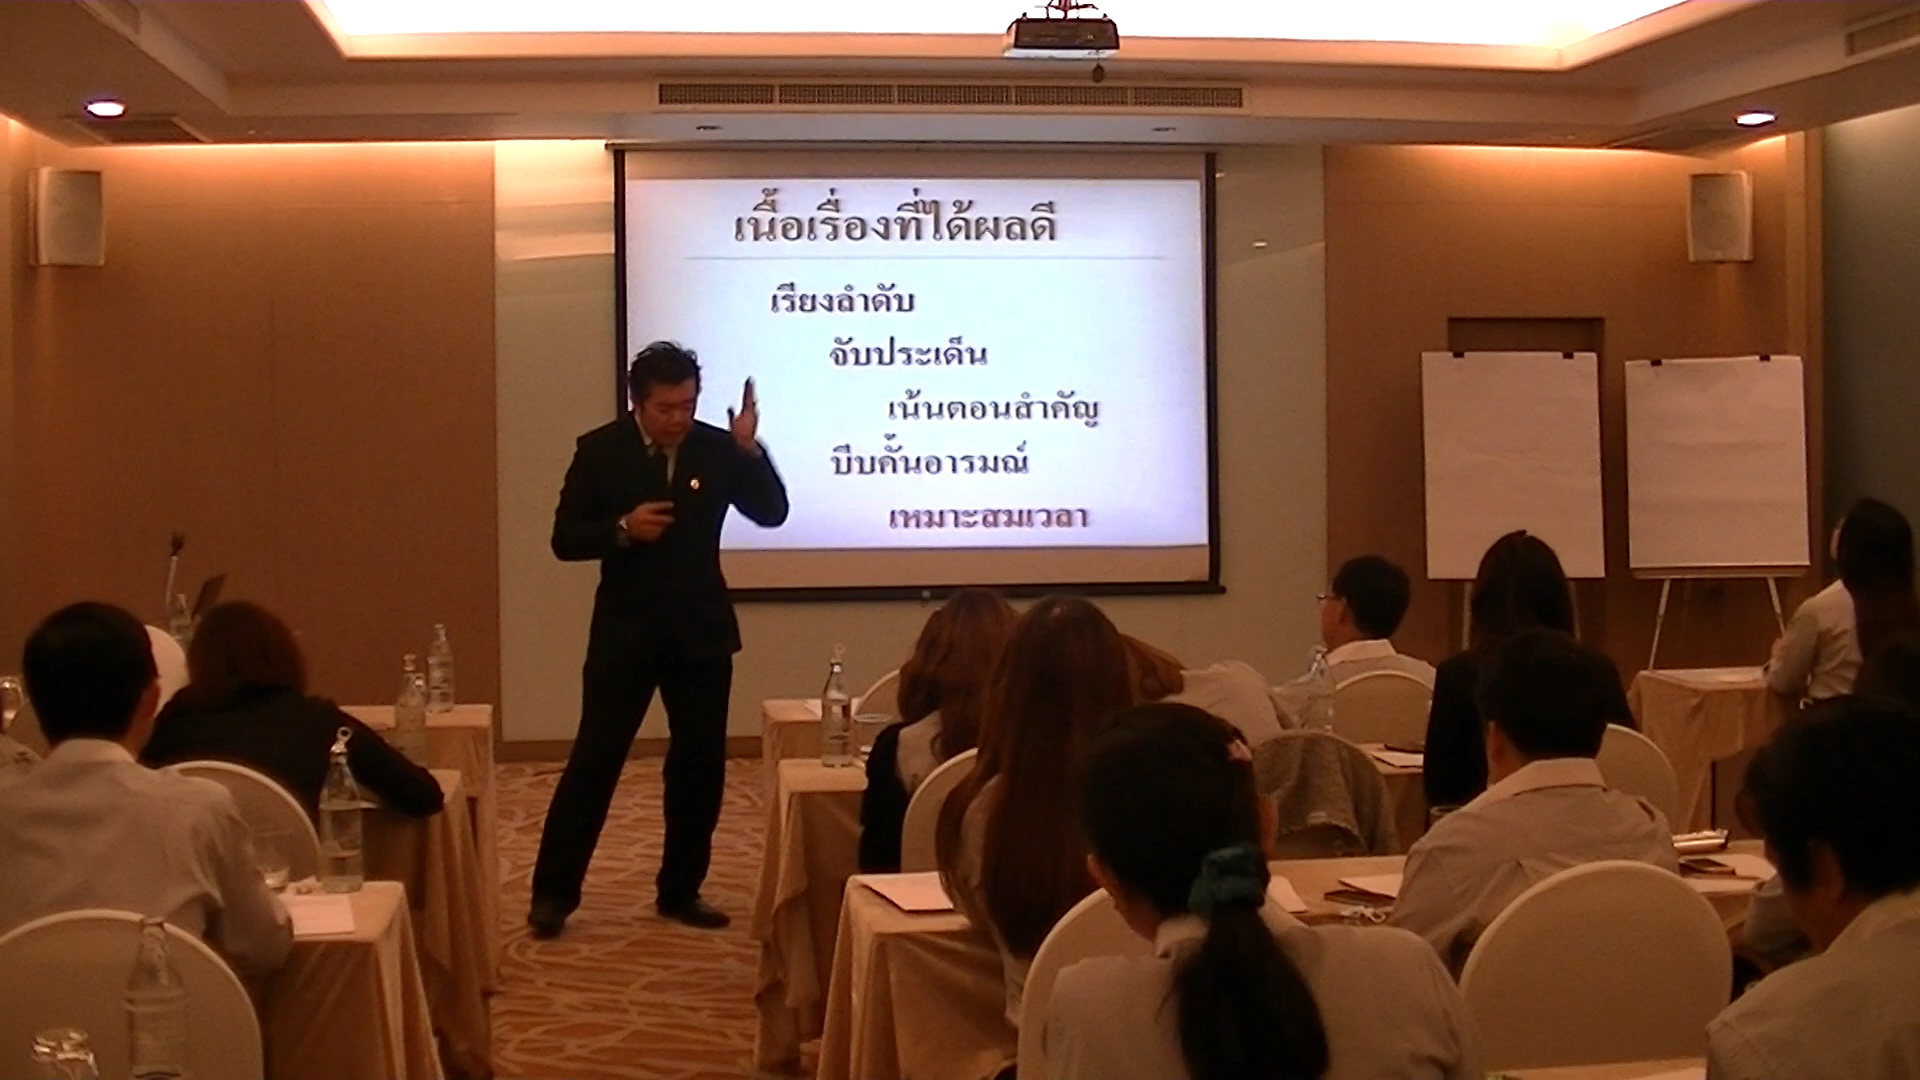 เนื้อเรื่องที่ได้ผลดี
เรียงลำดับ
จับประเด็น
เน้นตอนสำคัญ
บีบคั้นอารมณ์
เหมาะสมเวลา